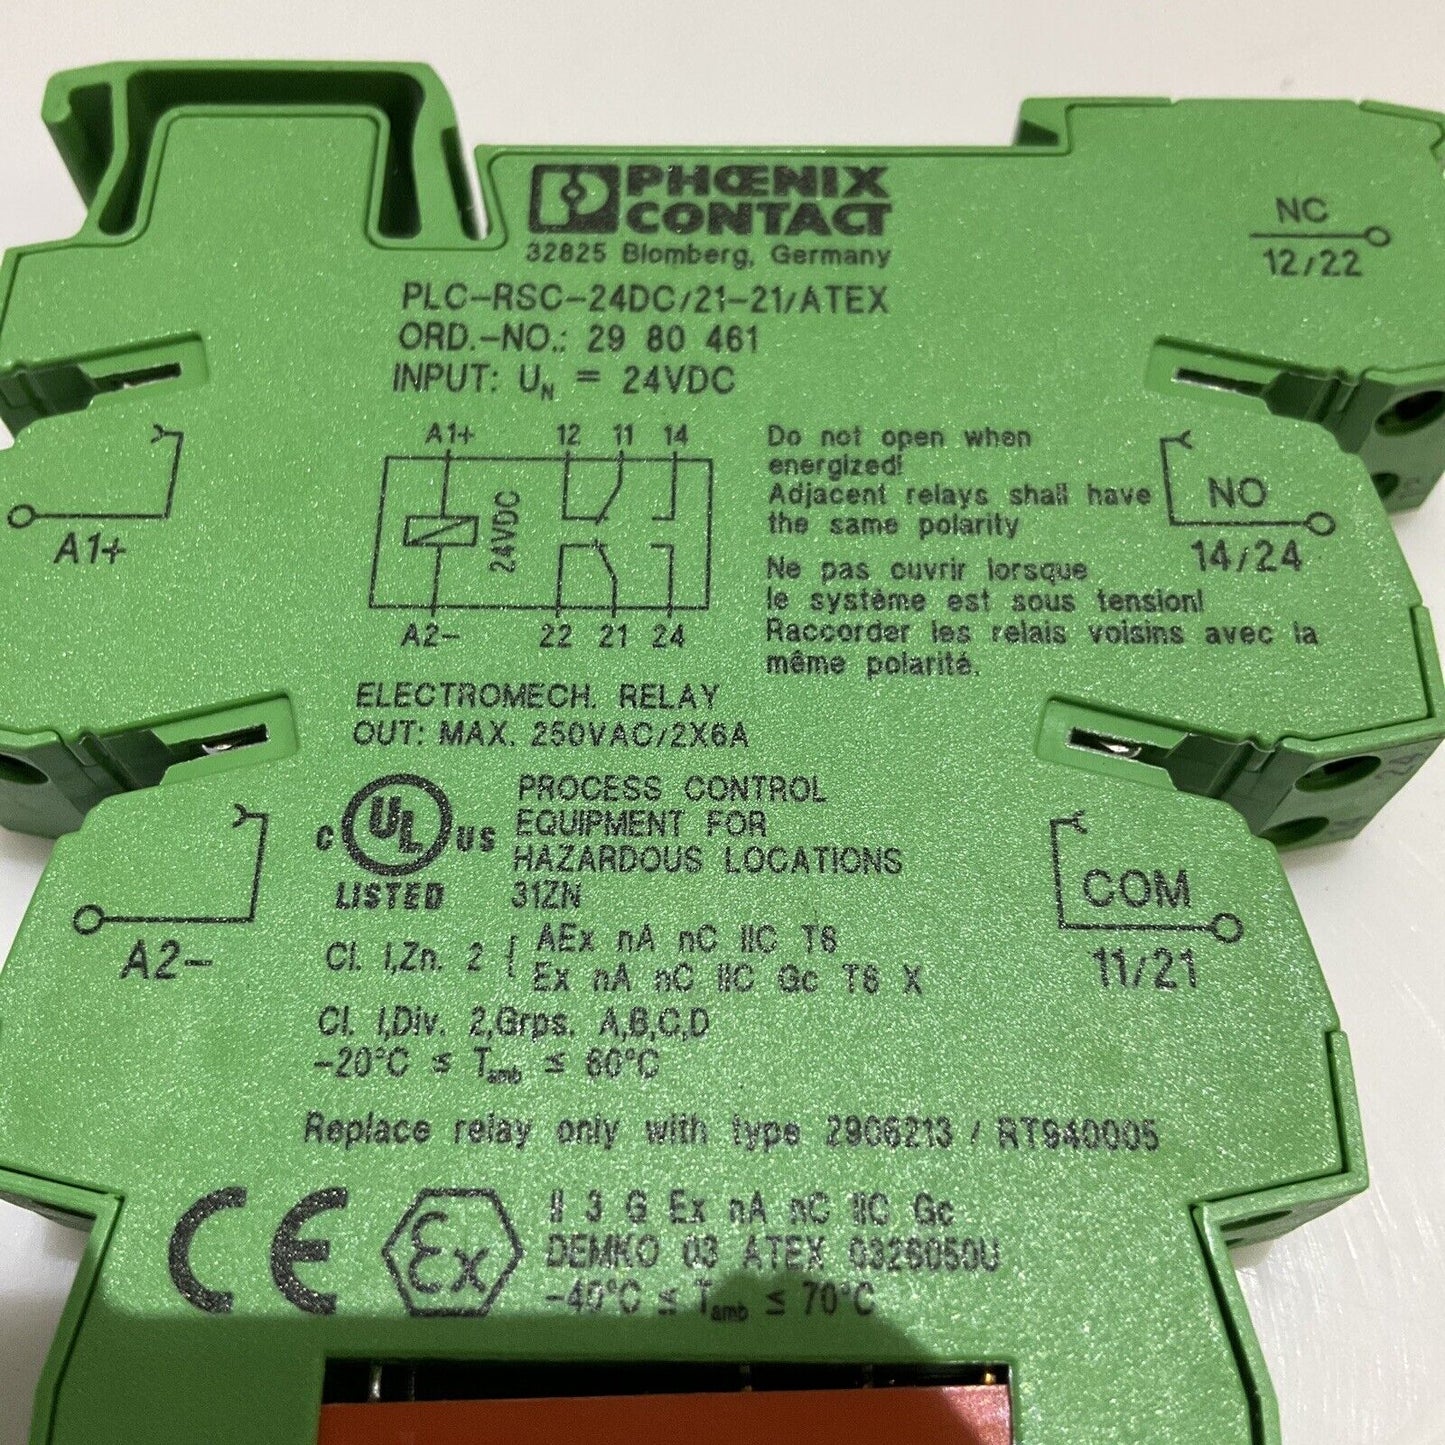 PHŒNIX
CONTACT
32825 Blomberg, Germany
PLC-RSC-24DC/21-21/ATEX
ORD.-NO.: 29 80 461
INPUT: UN = 24VDC
NC
12/22
A1+ 12 11 14
24VDC
A2- 22 21 24
Do not open when
energized!
Adjacent relays shall have
the same polarity
Ne pas ouvrir lorsque
le système est sous tension!
Raccorder les relais voisins avec la
même polarité.
NO
14/24
A1+
ELECTROMECH. RELAY
OUT: MAX. 250VAC/2X6A
C UL US
LISTED
PROCESS CONTROL
EQUIPMENT FOR
HAZARDOUS LOCATIONS
31ZN
COM
11/21
A2-
Cl. I,Zn. 2 { AEx nA nC IIC T6
Ex nA nC IIC Gc T6 X
Cl. I,Div. 2,Grps. A,B,C,D
-20°C ≤ Tamb ≤ 60°C
Replace relay only with type 2906213 / RT940005
CE Ex
II 3 G Ex nA nC IIC Gc
DEMKO 03 ATEX 0326050U
-40°C ≤ Tamb ≤ 70°C
24